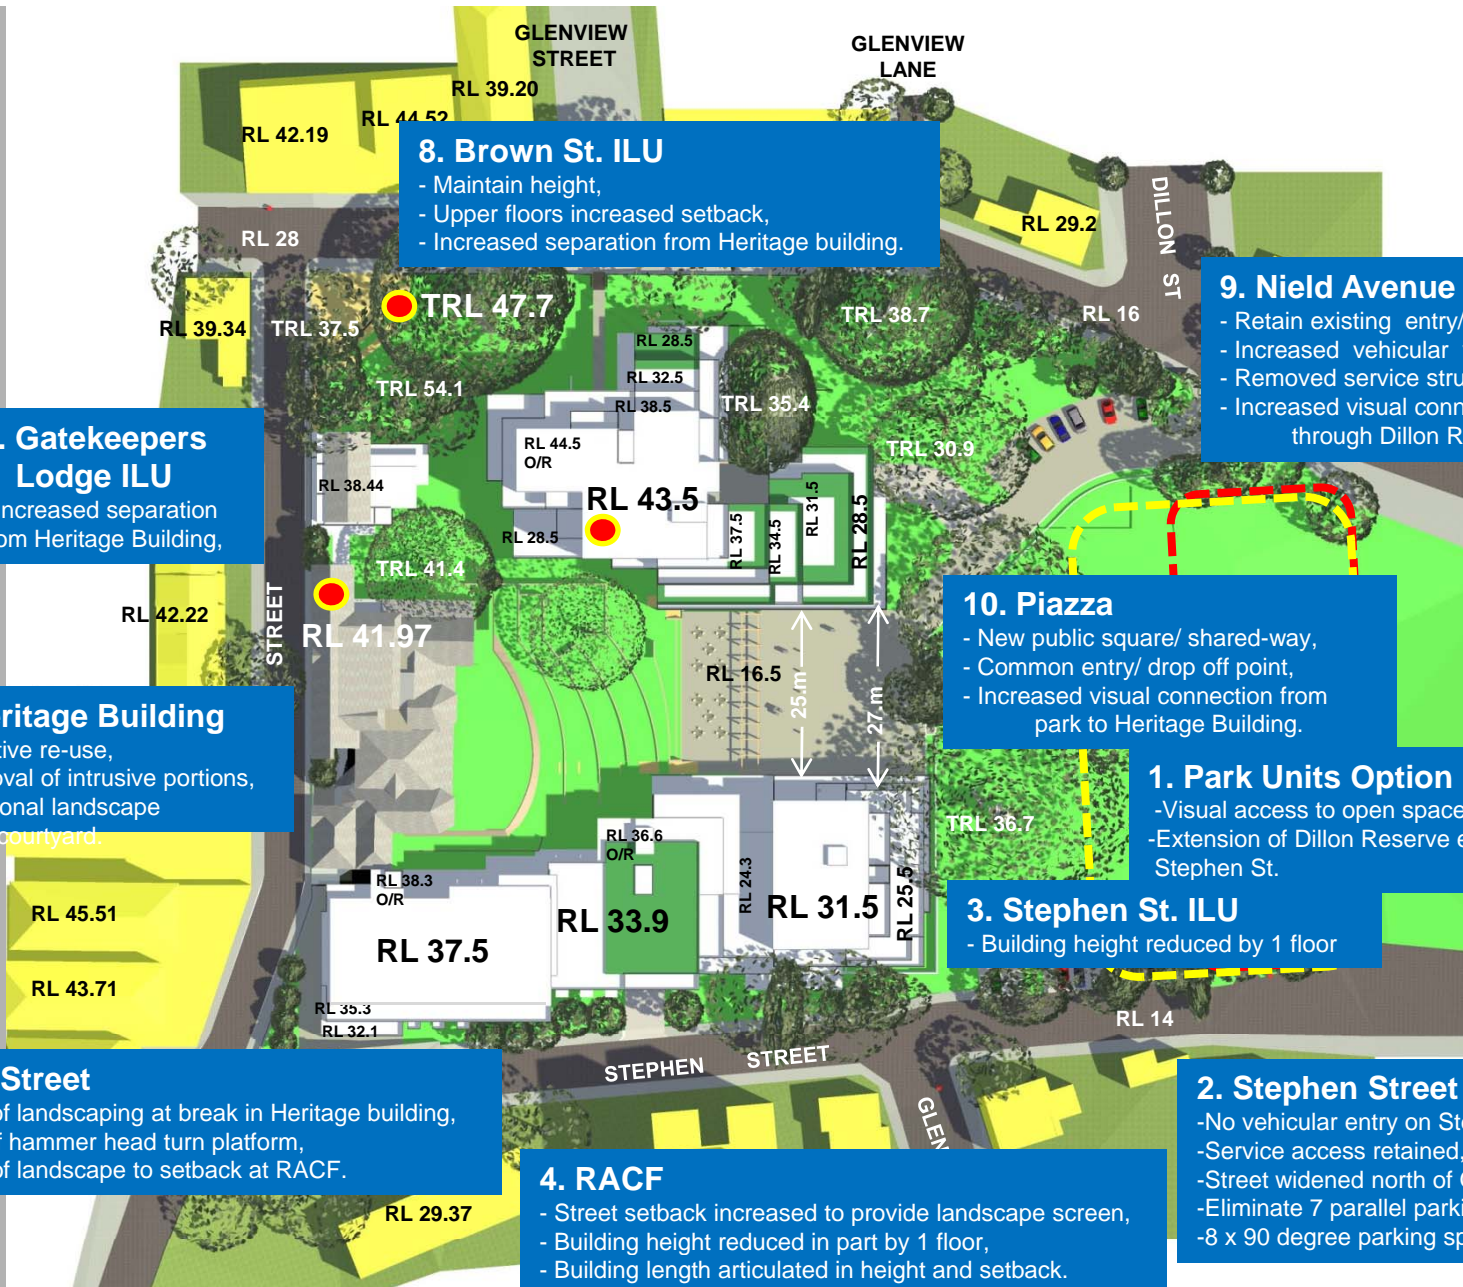 GLENVIEW
STREET
GLENVIEW
LANE
RL 39.20
RL 44.52
RL 42.19
8. Brown St. ILU
- Maintain height,
- Upper floors increased setback,
- Increased separation from Heritage building.
DILLON ST
RL 29.2
RL 28
9. Nield Avenue
- Retain existing entry/
- Increased vehicular
- Removed service stru
- Increased visual conn
through Dillon R
RL 39.34
TRL 37.5
TRL 47.7
TRL 38.7
RL 16
RL 28.5
RL 32.5
RL 38.5
TRL 54.1
TRL 35.4
. Gatekeepers
Lodge ILU
ncreased separation
om Heritage Building,
RL 44.5
O/R
TRL 30.9
RL 38.44
RL 43.5
RL 28.5
RL 37.5
RL 34.5
RL 31.5
RL 28.5
TRL 41.4
RL 42.22
STREET
RL 41.97
10. Piazza
- New public square/ shared-way,
- Common entry/ drop off point,
- Increased visual connection from
park to Heritage Building.
RL 16.5
25.m
27.m
ritage Building
tive re-use,
oval of intrusive portions,
onal landscape
courtyard.
1. Park Units Option
-Visual access to open space
-Extension of Dillon Reserve e
Stephen St.
TRL 36.7
RL 36.6
O/R
RL 38.3
O/R
RL 24.3
RL 31.5
RL 25.5
RL 33.9
RL 37.5
3. Stephen St. ILU
- Building height reduced by 1 floor
RL 45.51
RL 43.71
RL 35.3
RL 32.1
RL 14
STEPHEN STREET
GLEN
Street
of landscaping at break in Heritage building,
f hammer head turn platform,
of landscape to setback at RACF.
2. Stephen Street
-No vehicular entry on Ste
-Service access retained,
-Street widened north of
-Eliminate 7 parallel parki
-8 x 90 degree parking sp
4. RACF
- Street setback increased to provide landscape screen,
- Building height reduced in part by 1 floor,
- Building length articulated in height and setback.
RL 29.37